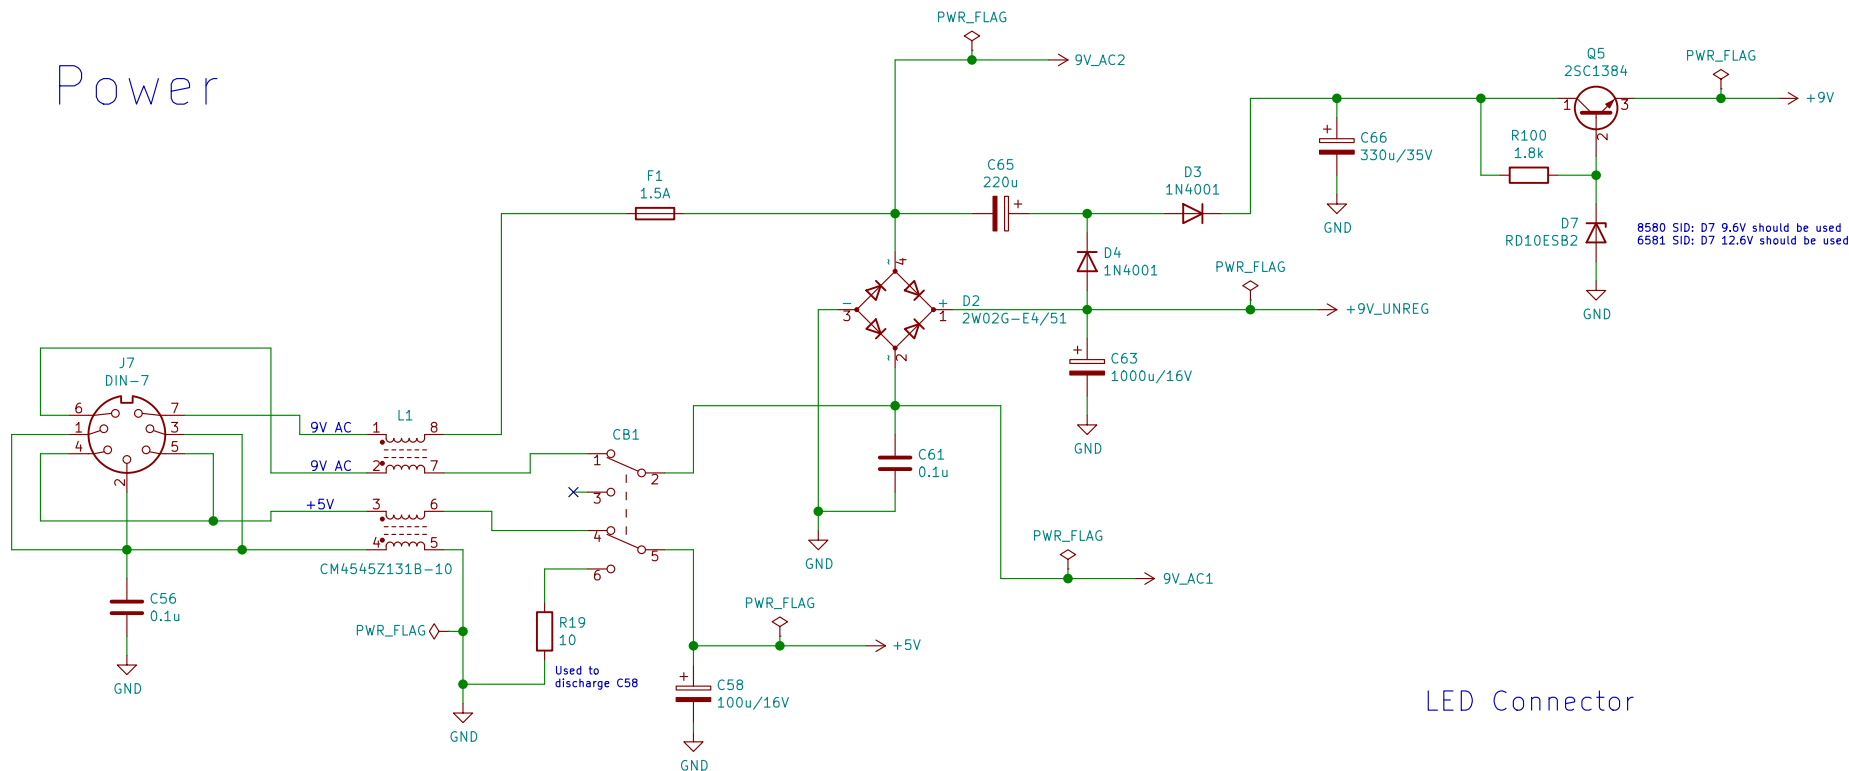 Power
PWR_FLAG
9V_AC2
Q5
2SC1384
PWR_FLAG
1
3
2
+9V
C66
330u/35V
+
GND
R100
1.8k
D7
RD10ESB2
8580 SID: D7 9.6V should be used
6581 SID: D7 12.6V should be used
GND
F1
1.5A
C65
220u
+
D3
1N4001
D4
1N4001
PWR_FLAG
+9V_UNREG
~
4
−
3
+
1
D2
2W02G-E4/51
~
2
+
C63
1000u/16V
GND
J7
DIN-7
6
7
1
3
4
5
2
9V AC
9V AC
+5V
L1
1
8
2
7
3
6
4
5
CM4545Z131B-10
CB1
1
2
3
4
5
6
C61
0.1u
GND
PWR_FLAG
9V_AC1
C56
0.1u
GND
PWR_FLAG
GND
R19
10
Used to
discharge C58
PWR_FLAG
+5V
+
C58
100u/16V
GND
LED Connector